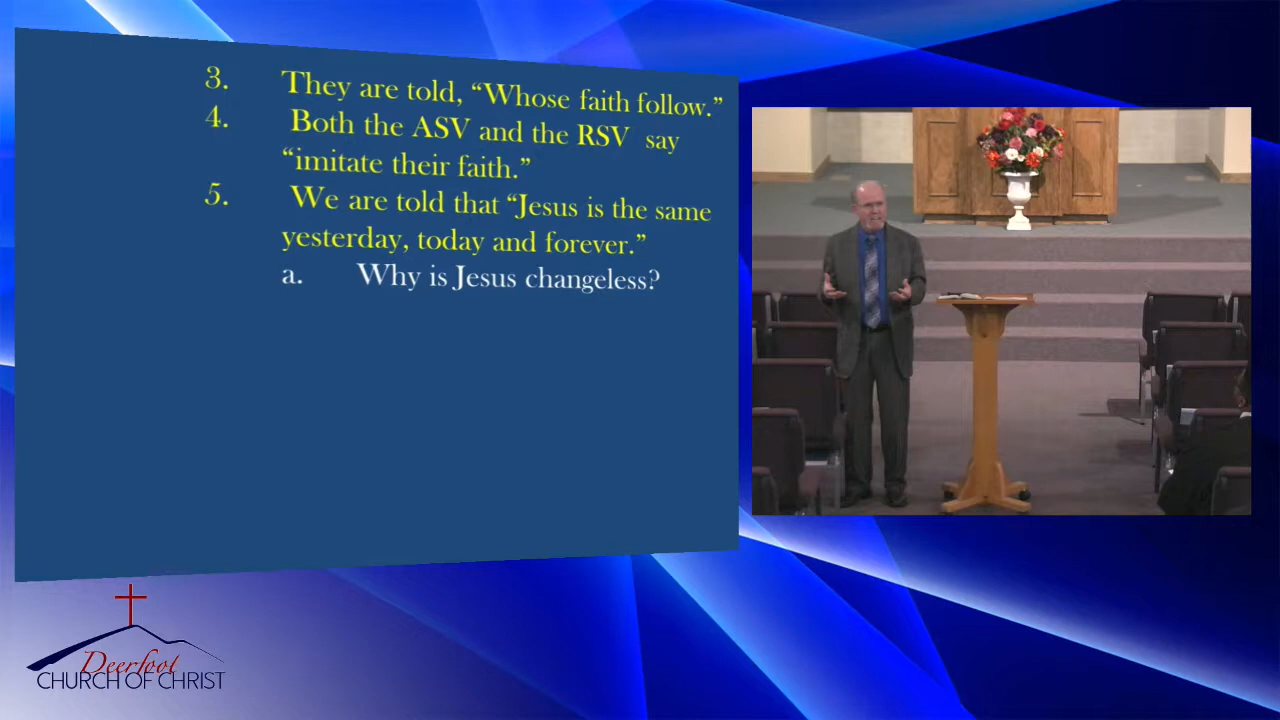 3. They are told, “Whose faith follow.”
4. Both the ASV and the RSV say
“imitate their faith.”
5. We are told that “Jesus is the same
yesterday, today and forever.”
a. Why is Jesus changeless?
Deerfoot
CHURCH OF CHRIST